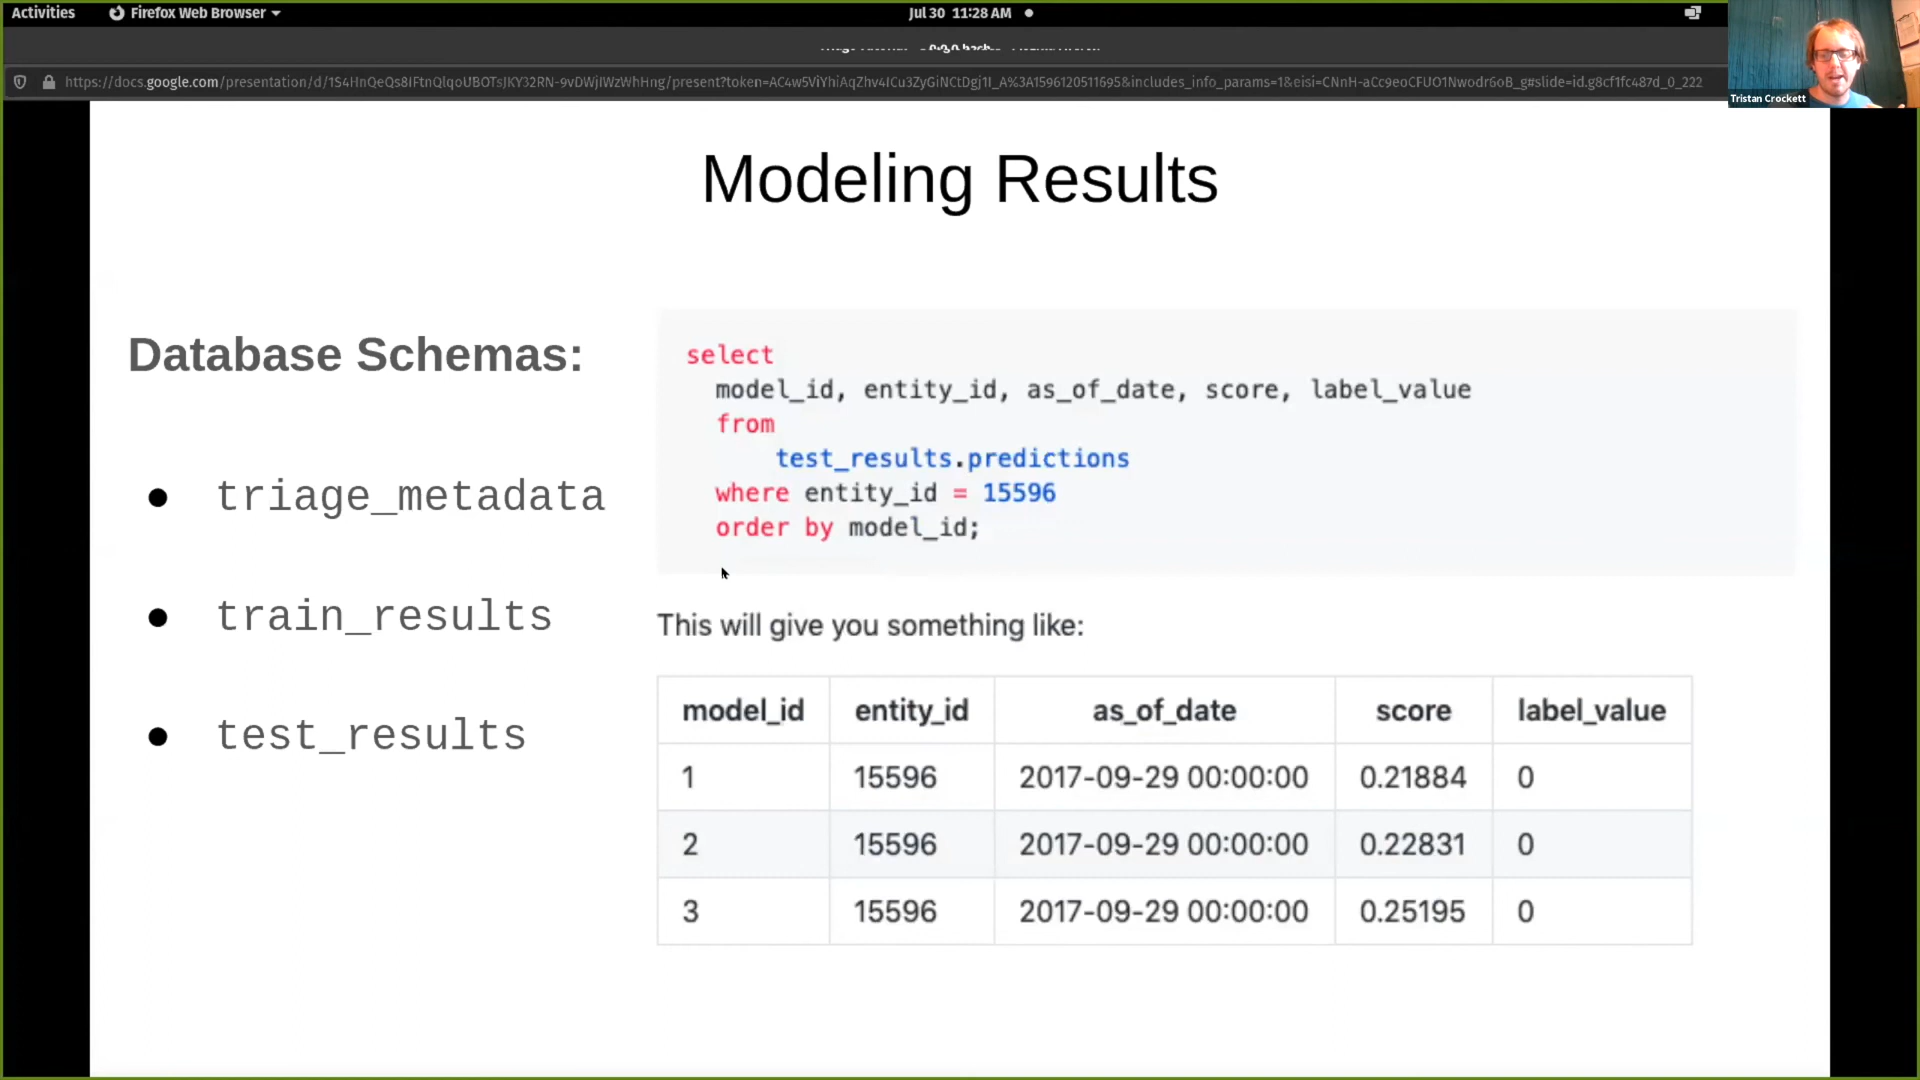 Activities
Firefox Web Browser
Jul 30 11:28 AM
Tristan Crockett
Modeling Results
Database Schemas:
triage_metadata
train_results
test_results
select
model_id, entity_id, as_of_date, score, label_value
from
test_results.predictions
where entity_id = 15596
order by model_id;
This will give you something like:
model_id entity_id as_of_date score label_value
1 15596 2017-09-29 00:00:00 0.21884 0
2 15596 2017-09-29 00:00:00 0.22831 0
3 15596 2017-09-29 00:00:00 0.25195 0